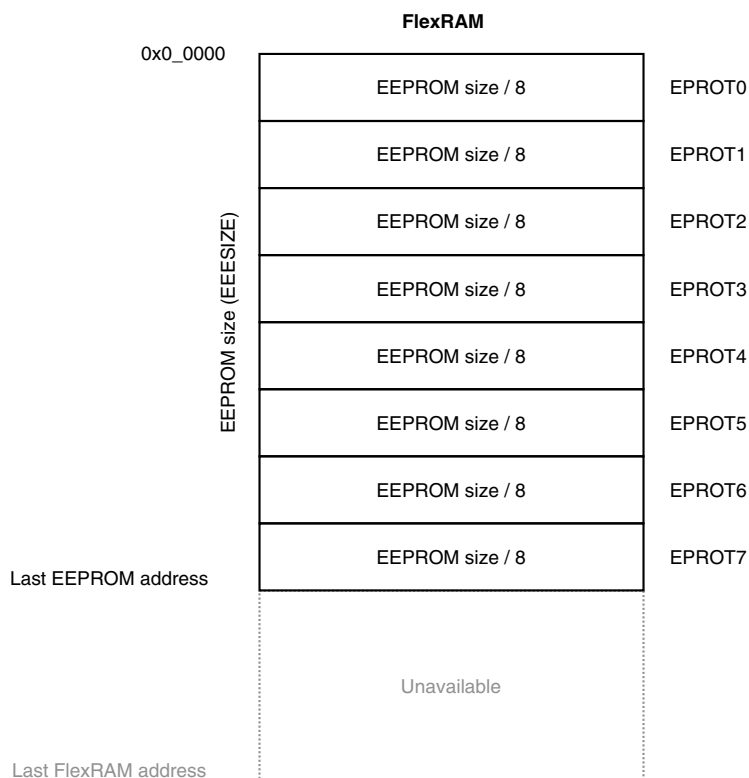 FlexRAM
0x0_0000
EEPROM size / 8 EPROT0
EEPROM size / 8 EPROT1
EEPROM size / 8 EPROT2
EEPROM size / 8 EPROT3
EEPROM size / 8 EPROT4
EEPROM size / 8 EPROT5
EEPROM size / 8 EPROT6
EEPROM size / 8 EPROT7
EEPROM size (EEESIZE)
Last EEPROM address
Unavailable
Last FlexRAM address